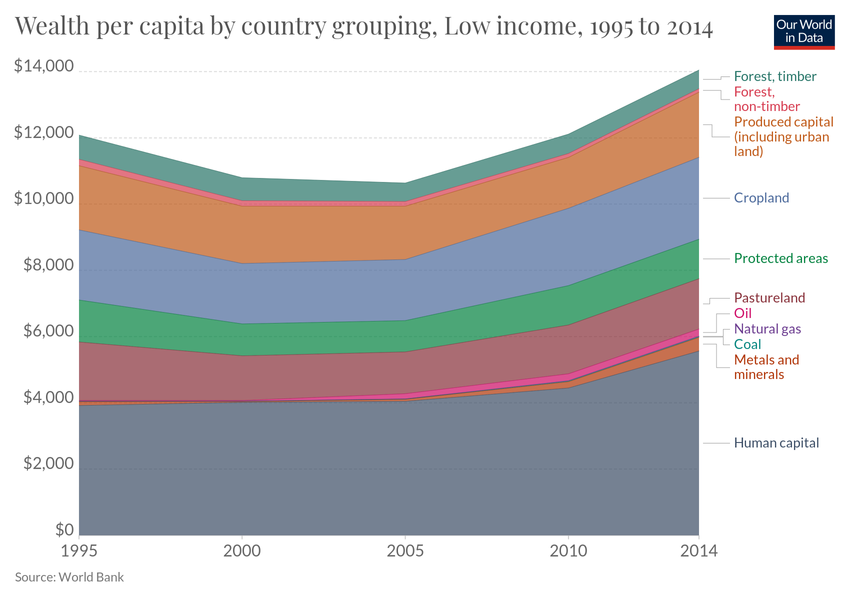 Wealth per capita by country grouping, Low income, 1995 to 2014
Our World
in Data
$14,000
$12,000
$10,000
$8,000
$6,000
$4,000
$2,000
$0
1995
2000
2005
2010
2014
Forest, timber
Forest,
non-timber
Produced capital
(including urban
land)
Cropland
Protected areas
Pastureland
Oil
Natural gas
Coal
Metals and
minerals
Human capital
Source: World Bank